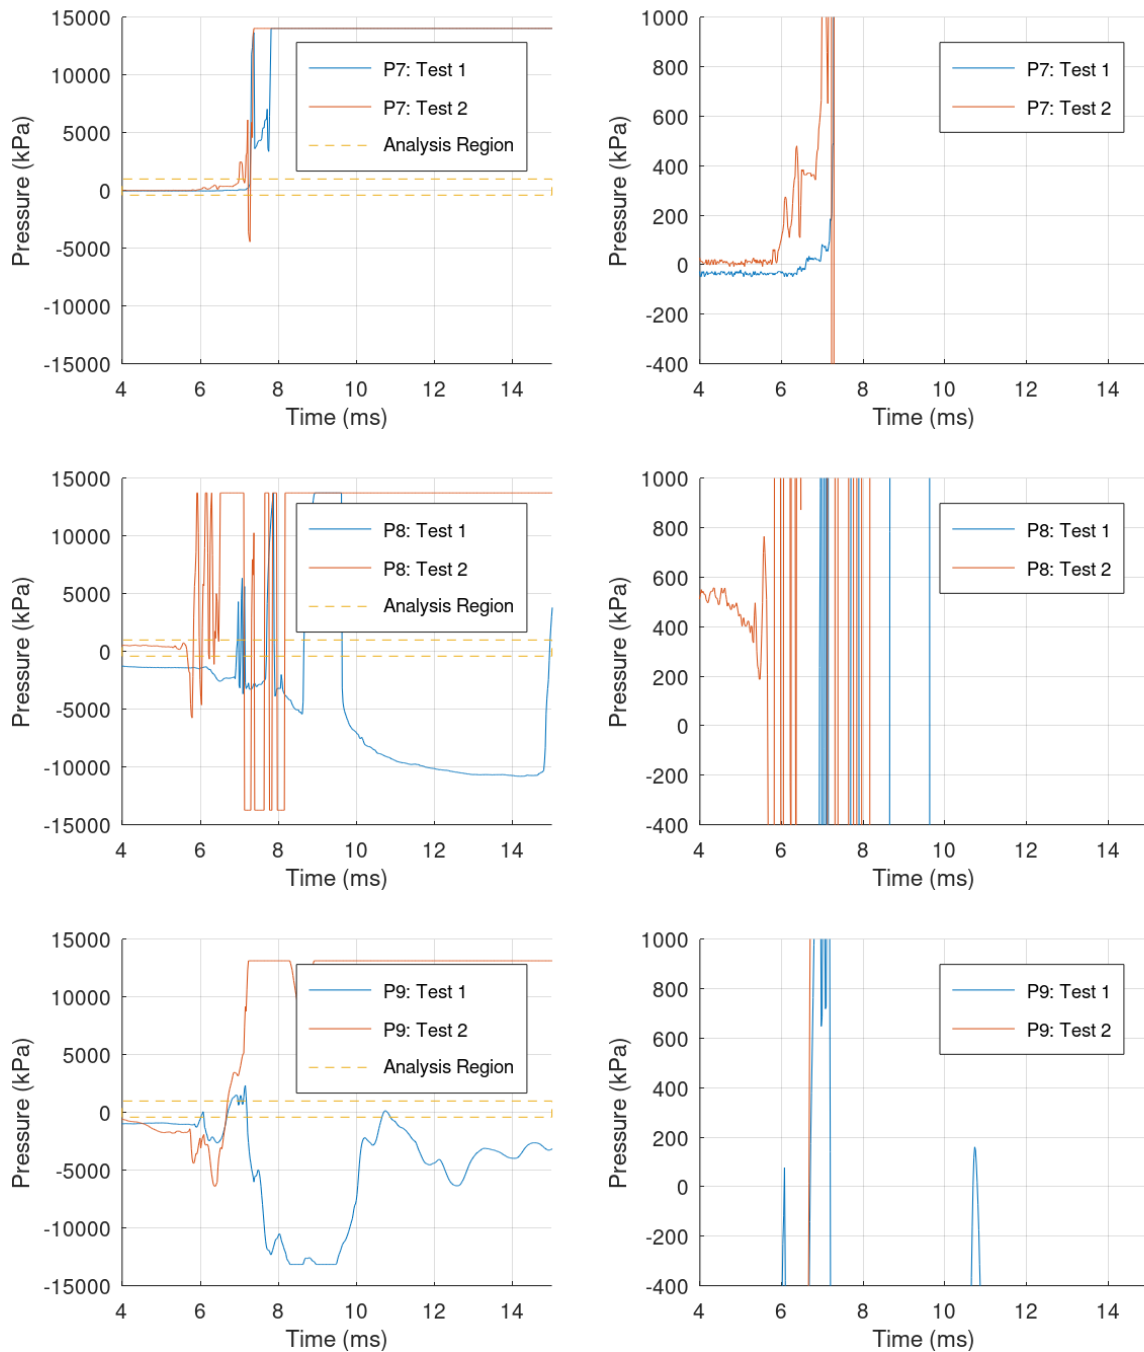 15000
10000
5000
0
-5000
-10000
-15000
Pressure (kPa)
4 6 8 10 12 14
Time (ms)
P7: Test 1
P7: Test 2
Analysis Region
1000
800
600
400
200
0
-200
-400
Pressure (kPa)
4 6 8 10 12 14
Time (ms)
P7: Test 1
P7: Test 2
15000
10000
5000
0
-5000
-10000
-15000
Pressure (kPa)
4 6 8 10 12 14
Time (ms)
P8: Test 1
P8: Test 2
Analysis Region
1000
800
600
400
200
0
-200
-400
Pressure (kPa)
4 6 8 10 12 14
Time (ms)
P8: Test 1
P8: Test 2
15000
10000
5000
0
-5000
-10000
-15000
Pressure (kPa)
4 6 8 10 12 14
Time (ms)
P9: Test 1
P9: Test 2
Analysis Region
1000
800
600
400
200
0
-200
-400
Pressure (kPa)
4 6 8 10 12 14
Time (ms)
P9: Test 1
P9: Test 2